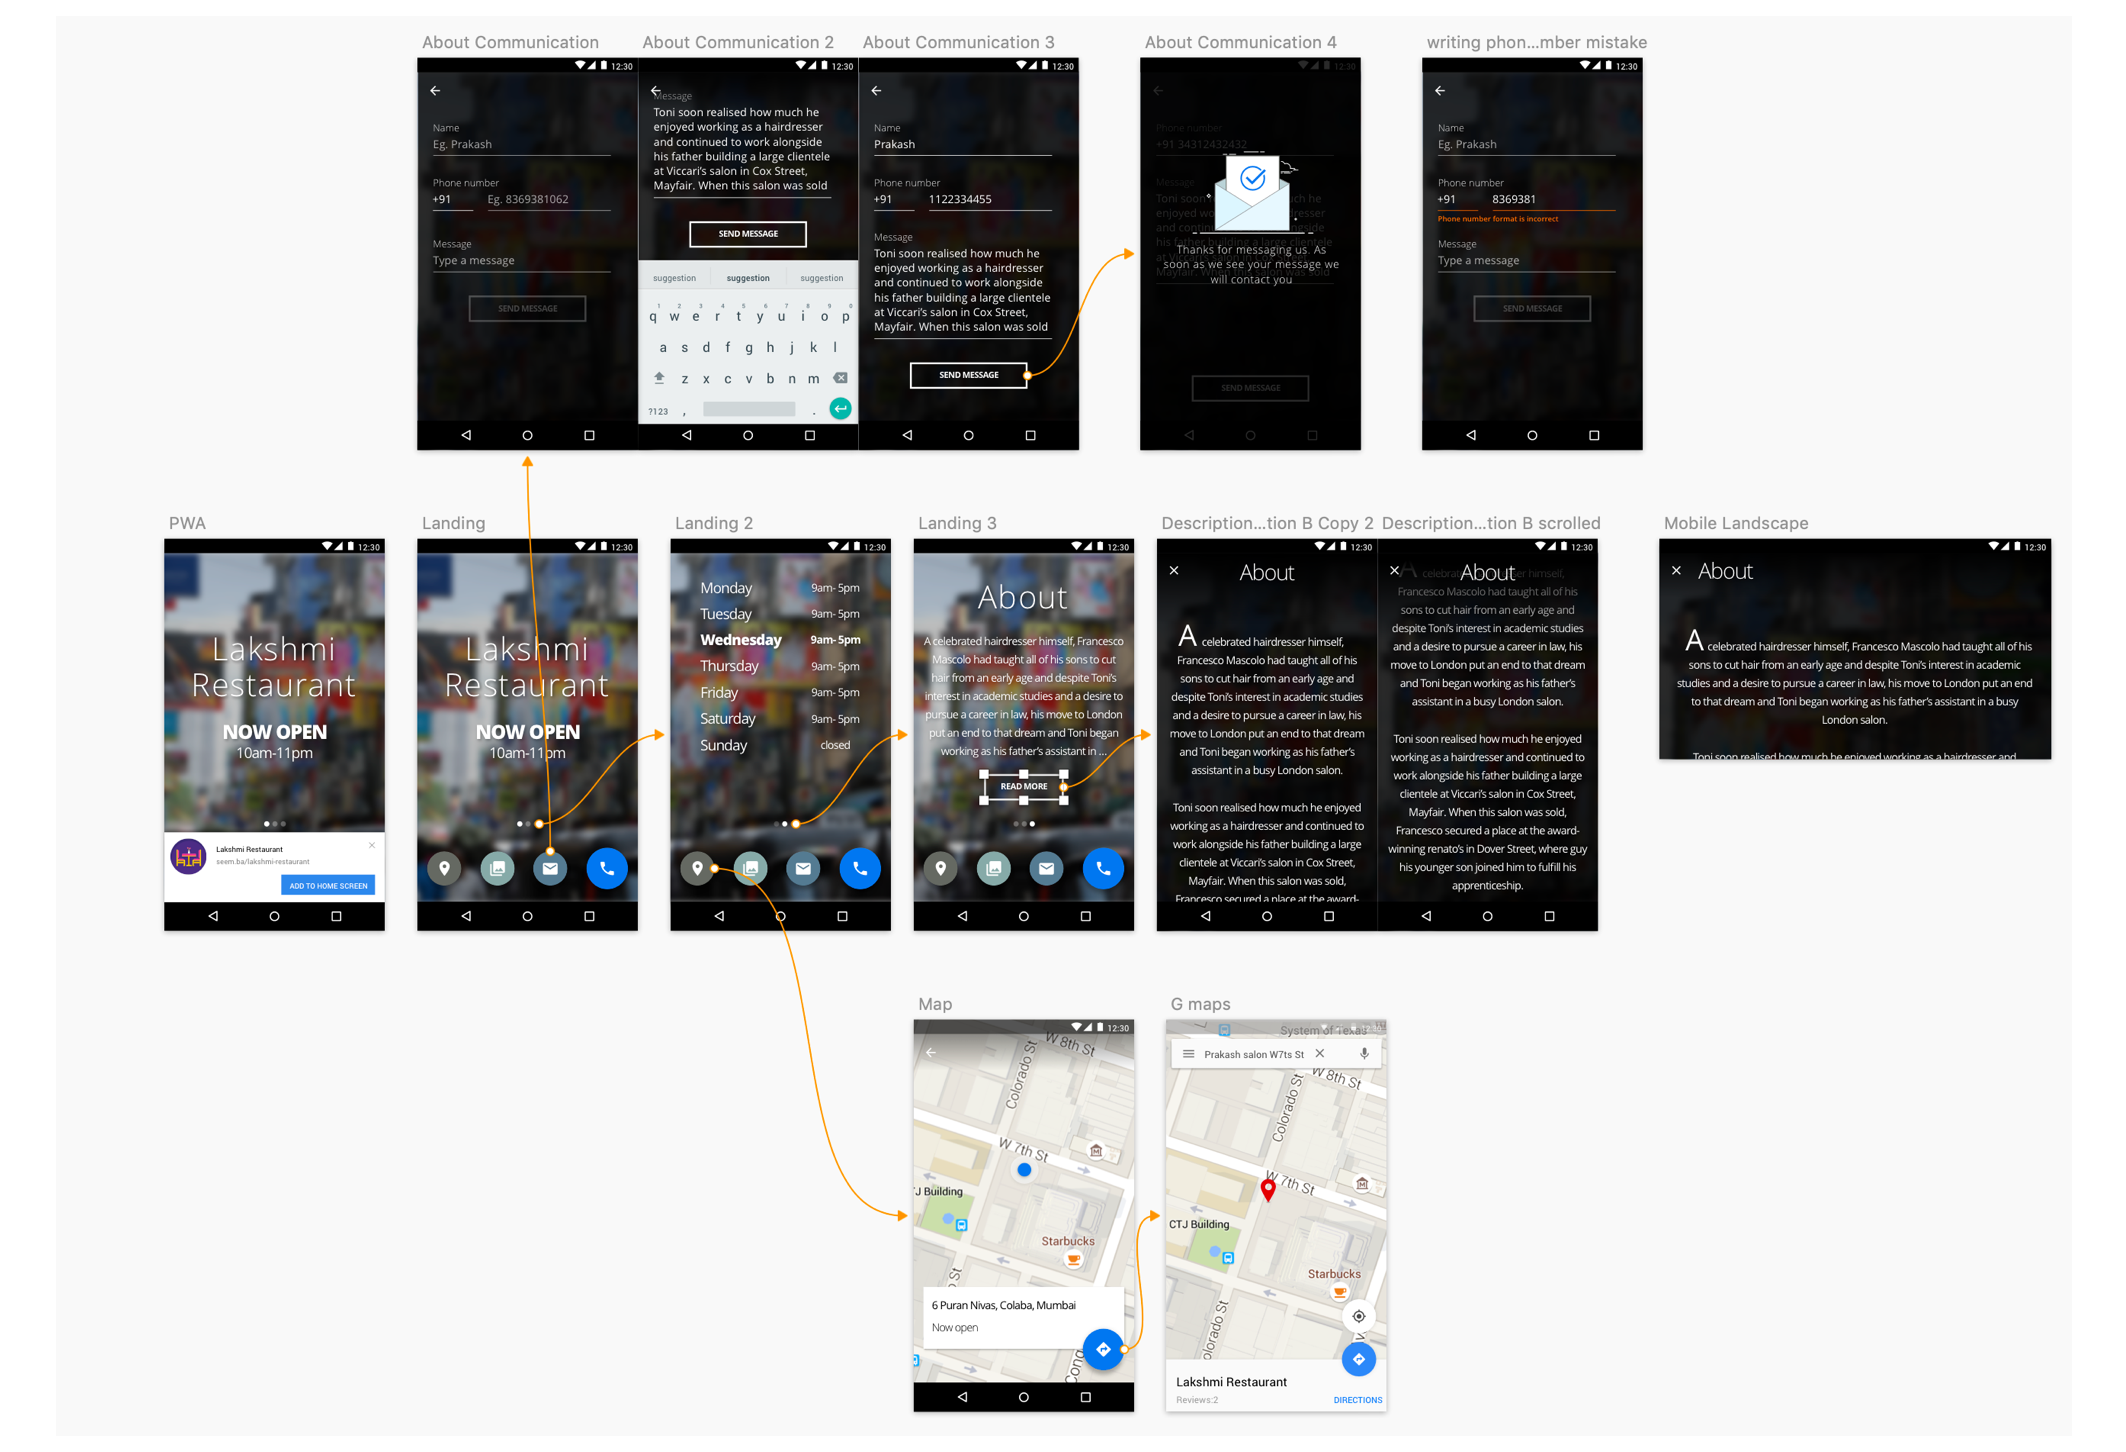 About Communication
12:30
Name
Eg. Prakash
Phone number
+91 Eg. 8369381062
Message
Type a message
SEND MESSAGE
About Communication 2
12:30
Message
Toni soon realised how much he
enjoyed working as a hairdresser
and continued to work alongside
his father building a large clientele
at Viccari's salon in Cox Street,
Mayfair. When this salon was sold
SEND MESSAGE
suggestion suggestion suggestion
1 2 3 4 5 6 7 8 9 0
q w e r t y u i o p
a s d f g h j k l
z x c v b n m
?123 , .
About Communication 3
12:30
Name
Prakash
Phone number
+91 1122334455
Message
Toni soon realised how much he
enjoyed working as a hairdresser
and continued to work alongside
his father building a large clientele
at Viccari's salon in Cox Street,
Mayfair. When this salon was sold
SEND MESSAGE
About Communication 4
12:30
Phone number
+91 34312432432
Message
Thanks for messaging us. As
soon as we see your message we
will contact you
SEND MESSAGE
writing phon...mber mistake
12:30
Name
Eg. Prakash
Phone number
+91 8369381
Phone number format is incorrect
Message
Type a message
SEND MESSAGE
PWA
12:30
Lakshmi
Restaurant
NOW OPEN
10am-11pm
Lakshmi Restaurant
seem.ba/lakshmi-restaurant
ADD TO HOME SCREEN
Landing
12:30
Lakshmi
Restaurant
NOW OPEN
10am-11pm
Landing 2
12:30
Monday 9am- 5pm
Tuesday 9am- 5pm
Wednesday 9am- 5pm
Thursday 9am- 5pm
Friday 9am- 5pm
Saturday 9am- 5pm
Sunday closed
Landing 3
12:30
About
A celebrated hairdresser himself, Francesco
Mascolo had taught all of his sons to cut
hair from an early age and despite Toni's
interest in academic studies and a desire to
pursue a career in law, his move to London
put an end to that dream and Toni began
working as his father's assistant in ...
READ MORE
Description...tion B Copy 2
12:30
About
A celebrated hairdresser himself,
Francesco Mascolo had taught all of his
sons to cut hair from an early age and
despite Toni's interest in academic studies
and a desire to pursue a career in law, his
move to London put an end to that dream
and Toni began working as his father's
assistant in a busy London salon.
Toni soon realised how much he enjoyed
working as a hairdresser and continued to
work alongside his father building a large
clientele at Viccari's salon in Cox Street,
Mayfair. When this salon was sold,
Francesco secured a place at the award-
Description...tion B scrolled
12:30
About
A celebrated hairdresser himself,
Francesco Mascolo had taught all of his
sons to cut hair from an early age and
despite Toni's interest in academic studies
and a desire to pursue a career in law, his
move to London put an end to that dream
and Toni began working as his father's
assistant in a busy London salon.
Toni soon realised how much he enjoyed
working as a hairdresser and continued to
work alongside his father building a large
clientele at Viccari's salon in Cox Street,
Mayfair. When this salon was sold,
Francesco secured a place at the award-
winning renato's in Dover Street, where guy
his younger son joined him to fulfill his
apprenticeship.
Mobile Landscape
12:30
About
A celebrated hairdresser himself, Francesco Mascolo had taught all of his
sons to cut hair from an early age and despite Toni's interest in academic
studies and a desire to pursue a career in law, his move to London put an end
to that dream and Toni began working as his father's assistant in a busy
London salon.
Toni soon realised how much he enjoyed working as a hairdresser and
Map
12:30
W 8th St
Colorado St
W 7th St
TJ Building
Starbucks
St
Cong
6 Puran Nivas, Colaba, Mumbai
Now open
G maps
System of Texas
Prakash salon W7ts St
W 8th St
Colorado St
W 7th St
CTJ Building
Starbucks
olorado St
Lakshmi Restaurant
Reviews:2
DIRECTIONS